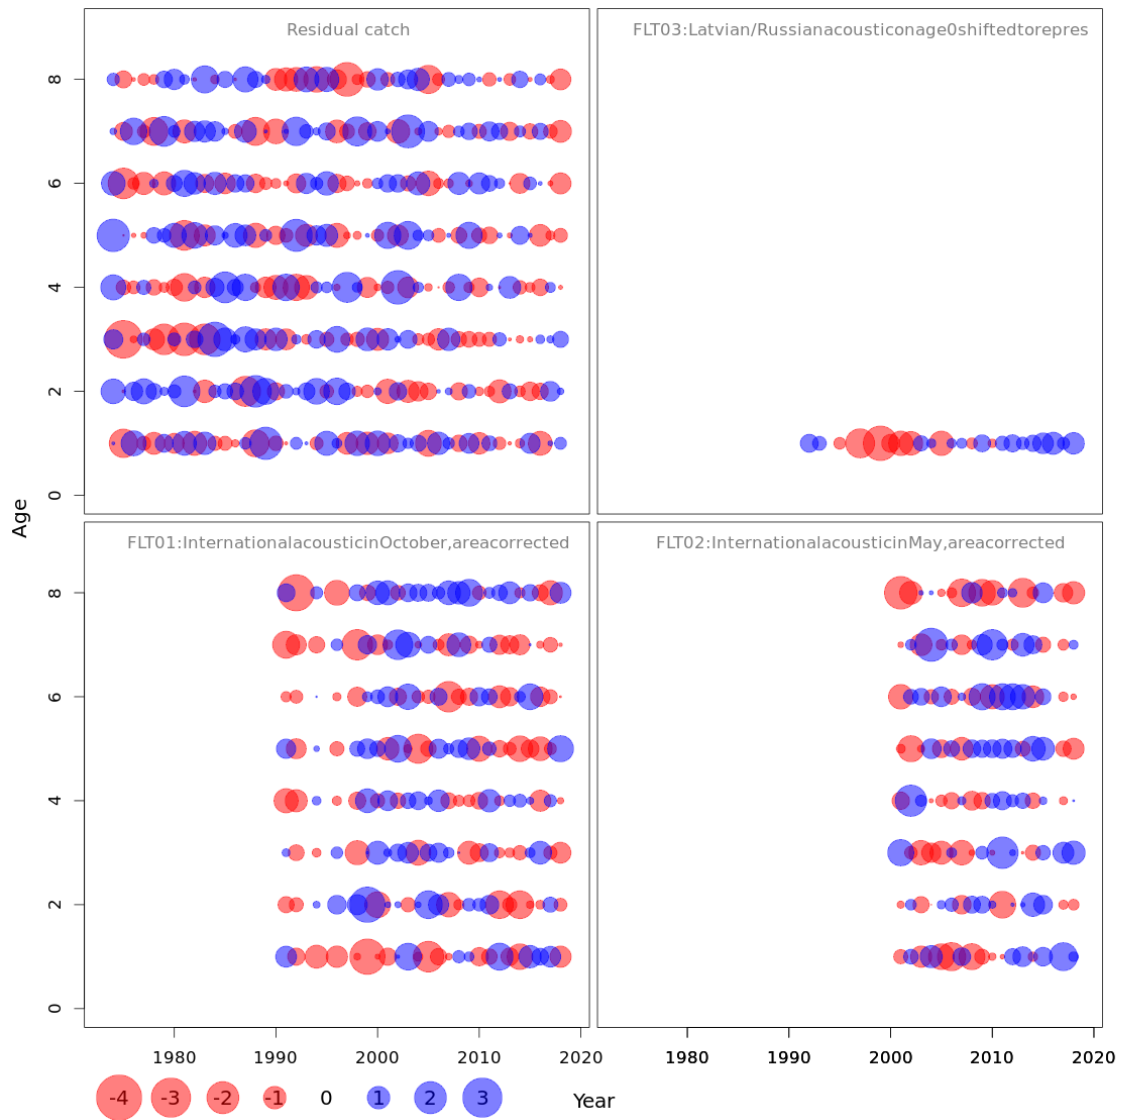 Residual catch
FLT03:Latvian/Russianacousticonage0shiftedtorepres
8
6
4
2
0
Age
FLT01:InternationalacousticinOctober,areacorrected
FLT02:InternationalacousticinMay,areacorrected
8
6
4
2
0
1980 1990 2000 2010 2020
1980 1990 2000 2010 2020
-4 -3 -2 -1 0 1 2 3
Year